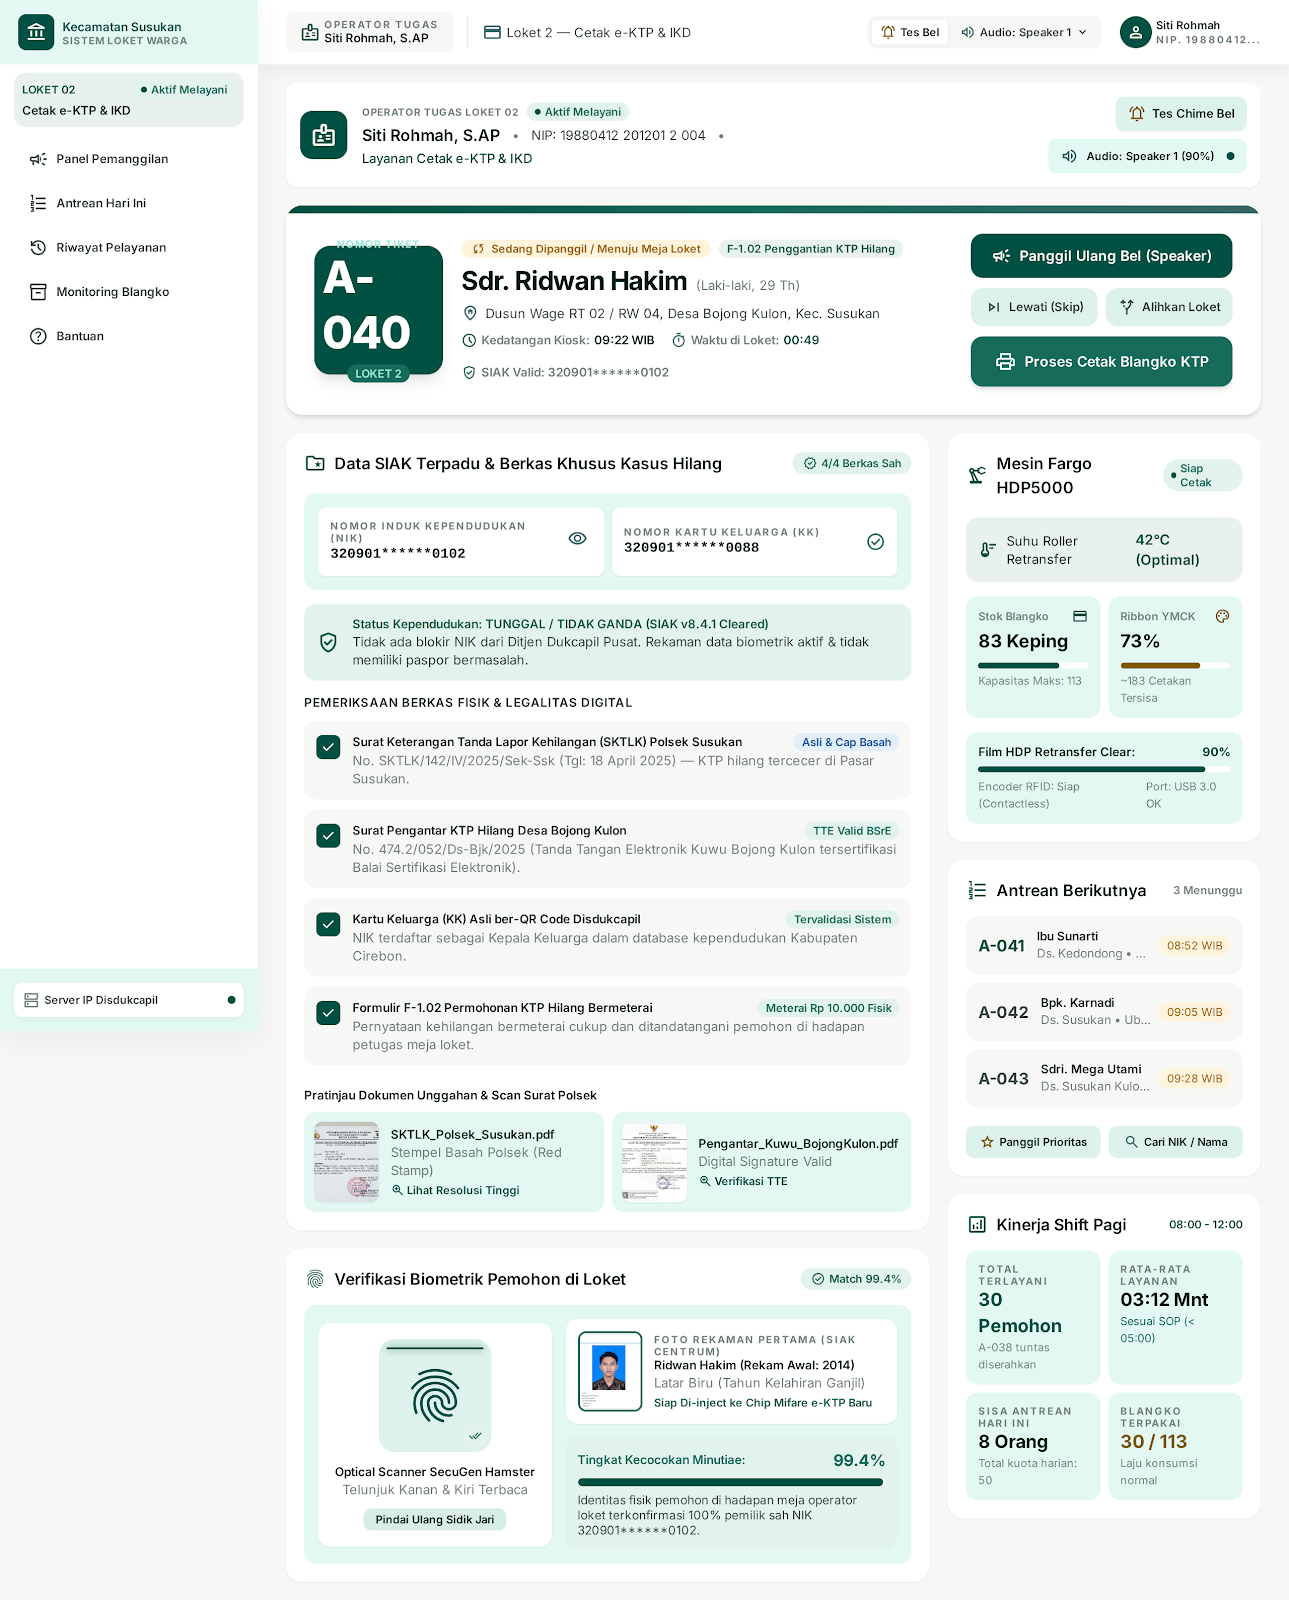 Kecamatan Susukan
SISTEM LOKET WARGA
OPERATOR TUGAS
Siti Rohmah, S.AP
Loket 2 — Cetak e-KTP & IKD
Tes Bel
Audio: Speaker 1
Siti Rohmah
NIP. 19880412...
LOKET 02
Aktif Melayani
Cetak e-KTP & IKD
Panel Pemanggilan
Antrean Hari Ini
Riwayat Pelayanan
Monitoring Blangko
Bantuan
Server IP Disdukcapil
OPERATOR TUGAS LOKET 02
Aktif Melayani
Siti Rohmah, S.AP • NIP: 19880412 201201 2 004 •
Layanan Cetak e-KTP & IKD
Tes Chime Bel
Audio: Speaker 1 (90%)
NOMOR TIKET
A-
040
LOKET 2
Sedang Dipanggil / Menuju Meja Loket
F-1.02 Penggantian KTP Hilang
Sdr. Ridwan Hakim (Laki-laki, 29 Th)
Dusun Wage RT 02 / RW 04, Desa Bojong Kulon, Kec. Susukan
Kedatangan Kiosk: 09:22 WIB
Waktu di Loket: 00:49
SIAK Valid: 320901******0102
Panggil Ulang Bel (Speaker)
Lewati (Skip)
Alihkan Loket
Proses Cetak Blangko KTP
Data SIAK Terpadu & Berkas Khusus Kasus Hilang
4/4 Berkas Sah
NOMOR INDUK KEPENDUDUKAN
(NIK)
320901******0102
NOMOR KARTU KELUARGA (KK)
320901******0088
Status Kependudukan: TUNGGAL / TIDAK GANDA (SIAK v8.4.1 Cleared)
Tidak ada blokir NIK dari Ditjen Dukcapil Pusat. Rekaman data biometrik aktif & tidak
memiliki paspor bermasalah.
PEMERIKSAAN BERKAS FISIK & LEGALITAS DIGITAL
Surat Keterangan Tanda Lapor Kehilangan (SKTLK) Polsek Susukan
Asli & Cap Basah
No. SKTLK/142/IV/2025/Sek-Ssk (Tgl: 18 April 2025) — KTP hilang tercecer di Pasar
Susukan.
Surat Pengantar KTP Hilang Desa Bojong Kulon
TTE Valid BSrE
No. 474.2/052/Ds-Bjk/2025 (Tanda Tangan Elektronik Kuwu Bojong Kulon tersertifikasi
Balai Sertifikasi Elektronik).
Kartu Keluarga (KK) Asli ber-QR Code Disdukcapil
Tervalidasi Sistem
NIK terdaftar sebagai Kepala Keluarga dalam database kependudukan Kabupaten
Cirebon.
Formulir F-1.02 Permohonan KTP Hilang Bermeterai
Meterai Rp 10.000 Fisik
Pernyataan kehilangan bermeterai cukup dan ditandatangani pemohon di hadapan
petugas meja loket.
Pratinjau Dokumen Unggahan & Scan Surat Polsek
SKTLK_Polsek_Susukan.pdf
Stempel Basah Polsek (Red
Stamp)
Lihat Resolusi Tinggi
Pengantar_Kuwu_BojongKulon.pdf
Digital Signature Valid
Verifikasi TTE
Verifikasi Biometrik Pemohon di Loket
Match 99.4%
Optical Scanner SecuGen Hamster
Telunjuk Kanan & Kiri Terbaca
Pindai Ulang Sidik Jari
FOTO REKAMAN PERTAMA (SIAK
CENTRUM)
Ridwan Hakim (Rekam Awal: 2014)
Latar Biru (Tahun Kelahiran Ganjil)
Siap Di-inject ke Chip Mifare e-KTP Baru
Tingkat Kecocokan Minutiae:
99.4%
Identitas fisik pemohon di hadapan meja operator
loket terkonfirmasi 100% pemilik sah NIK
320901******0102.
Mesin Fargo
HDP5000
Siap
Cetak
Suhu Roller
Retransfer
42°C
(Optimal)
Stok Blangko
83 Keping
Kapasitas Maks: 113
Ribbon YMCK
73%
~183 Cetakan
Tersisa
Film HDP Retransfer Clear:
90%
Encoder RFID: Siap
(Contactless)
Port: USB 3.0
OK
Antrean Berikutnya
3 Menunggu
A-041
Ibu Sunarti
Ds. Kedondong • ...
08:52 WIB
A-042
Bpk. Karnadi
Ds. Susukan • Ub...
09:05 WIB
A-043
Sdri. Mega Utami
Ds. Susukan Kulo...
09:28 WIB
Panggil Prioritas
Cari NIK / Nama
Kinerja Shift Pagi
08:00 - 12:00
TOTAL
TERLAYANI
30
Pemohon
A-038 tuntas
diserahkan
RATA-RATA
LAYANAN
03:12 Mnt
Sesuai SOP (<
05:00)
SISA ANTREAN
HARI INI
8 Orang
Total kuota harian:
50
BLANGKO
TERPAKAI
30 / 113
Laju konsumsi
normal